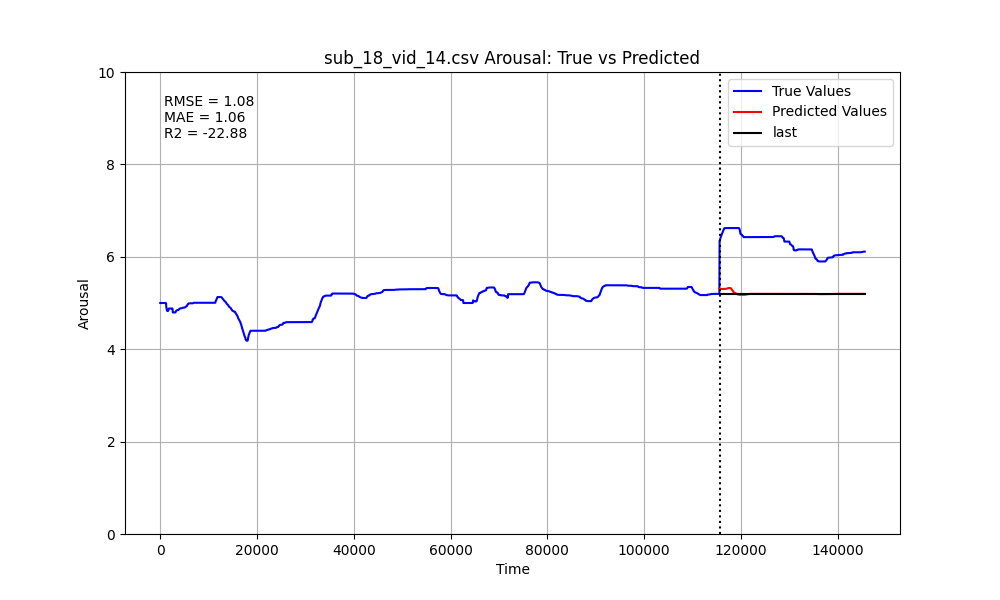 sub_18_vid_14.csv Arousal: True vs Predicted
10
8
6
4
2
0
Arousal
RMSE = 1.08
MAE = 1.06
R2 = -22.88
True Values
Predicted Values
last
0
20000
40000
60000
80000
100000
120000
140000
Time